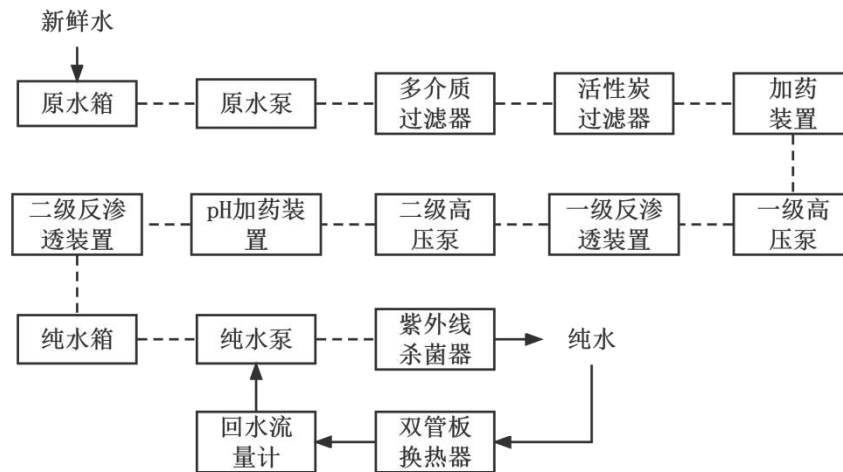 新鲜水
原水箱
原水泵
多介质
过滤器
活性炭
过滤器
加药
装置
二级反渗
透装置
pH加药装
置
二级高
压泵
一级反渗
透装置
一级高
压泵
纯水箱
纯水泵
紫外线
杀菌器
纯水
回水流
量计
双管板
换热器